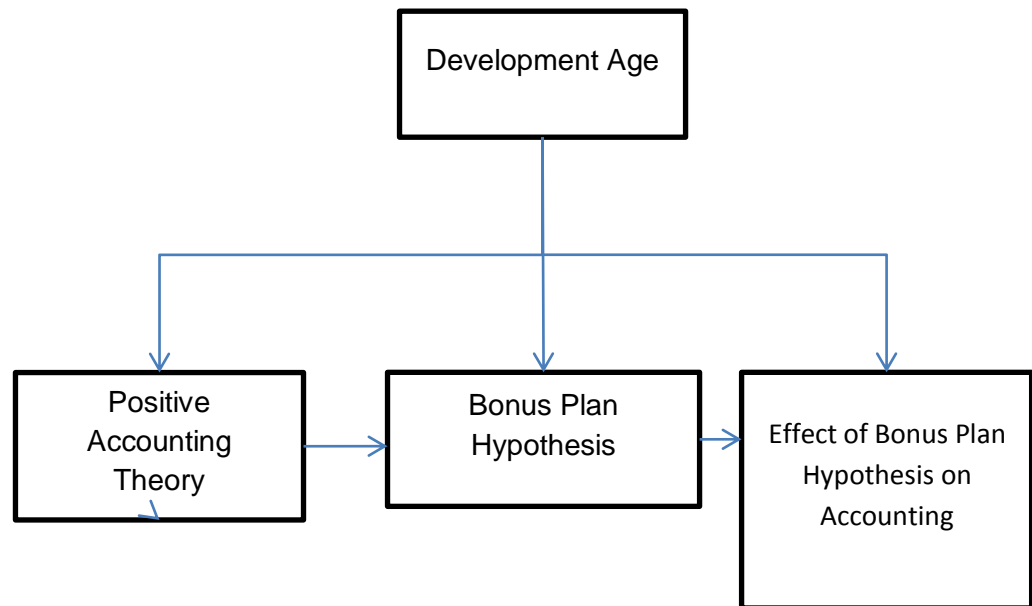 Development Age
Positive
Accounting
Theory
Bonus Plan
Hypothesis
Effect of Bonus Plan
Hypothesis on
Accounting